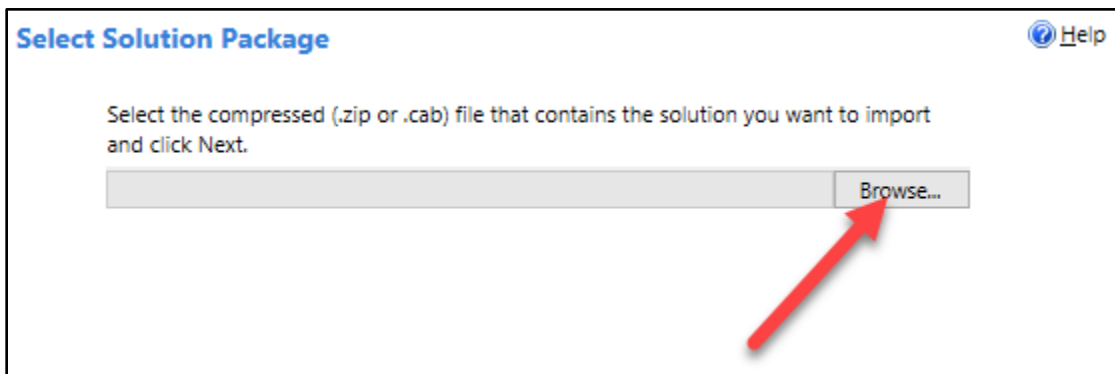 Select Solution Package
Help
Select the compressed (.zip or .cab) file that contains the solution you want to import
and click Next.
Browse...